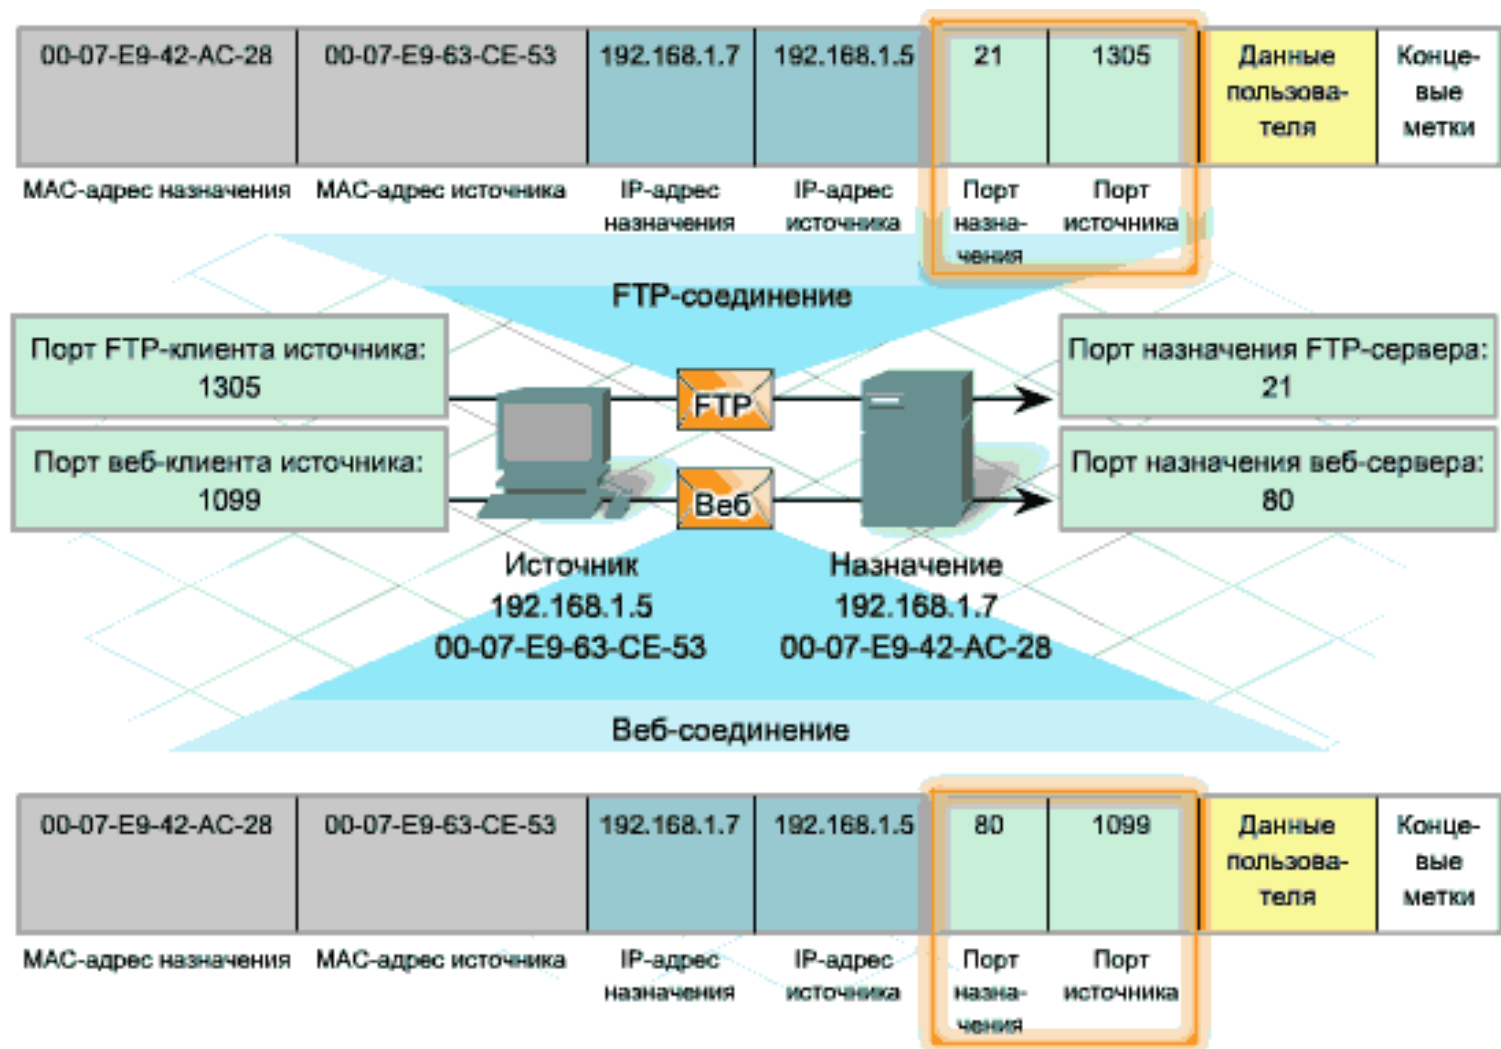 00-07-E9-42-AC-28 00-07-E9-63-CE-53 192.168.1.7 192.168.1.5 21 1305 Данные Конце-
пользова- вые
теля метки
MAC-адрес назначения MAC-адрес источника IP-адрес IP-адрес Порт Порт
назначения источника назна- источника
чения
FTP-соединение
Порт FTP-клиента источника: Порт назначения FTP-сервера:
1305 21
FTP
Порт веб-клиента источника: Порт назначения веб-сервера:
1099 80
Веб
Источник Назначение
192.168.1.5 192.168.1.7
00-07-E9-63-CE-53 00-07-E9-42-AC-28
Веб-соединение
00-07-E9-42-AC-28 00-07-E9-63-CE-53 192.168.1.7 192.168.1.5 80 1099 Данные Конце-
пользова- вые
теля метки
MAC-адрес назначения MAC-адрес источника IP-адрес IP-адрес Порт Порт
назначения источника назна- источника
чения